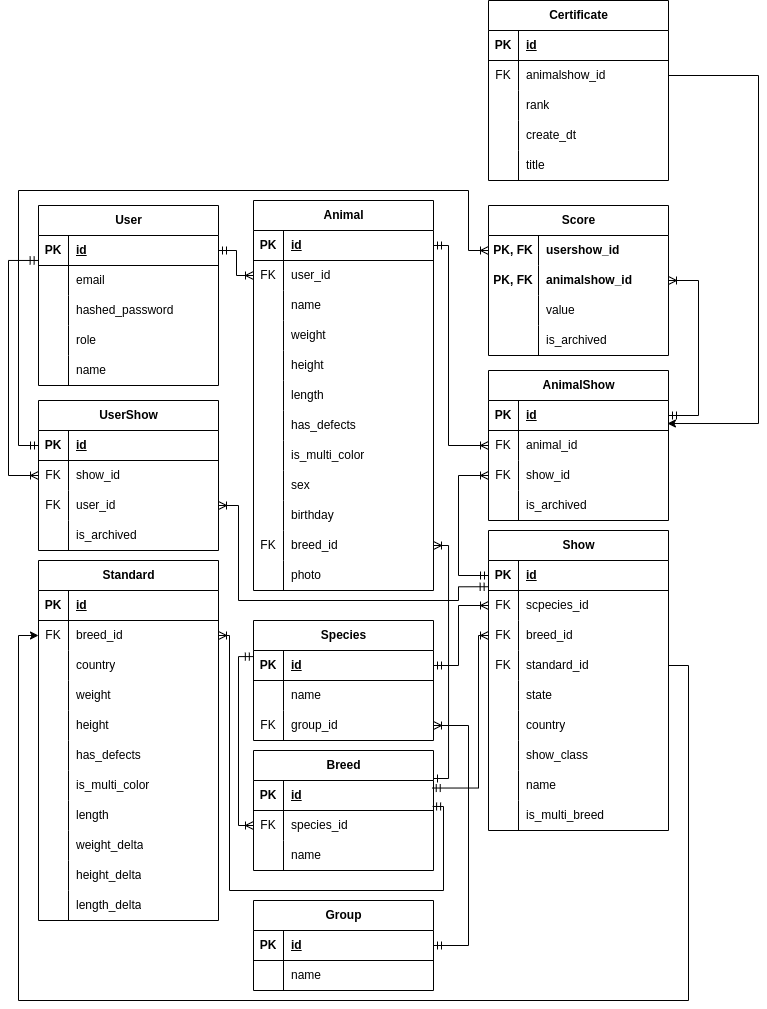 Certificate
PK id
FK animalshow_id
rank
create_dt
title
User
PK id
email
hashed_password
role
name
Animal
PK id
FK user_id
name
weight
height
length
has_defects
is_multi_color
sex
birthday
FK breed_id
photo
Score
PK, FK usershow_id
PK, FK animalshow_id
value
is_archived
UserShow
PK id
FK show_id
FK user_id
is_archived
AnimalShow
PK id
FK animal_id
FK show_id
is_archived
Standard
PK id
FK breed_id
country
weight
height
has_defects
is_multi_color
length
weight_delta
height_delta
length_delta
Species
PK id
name
FK group_id
Breed
PK id
FK species_id
name
Group
PK id
name
Show
PK id
FK scpecies_id
FK breed_id
FK standard_id
state
country
show_class
name
is_multi_breed